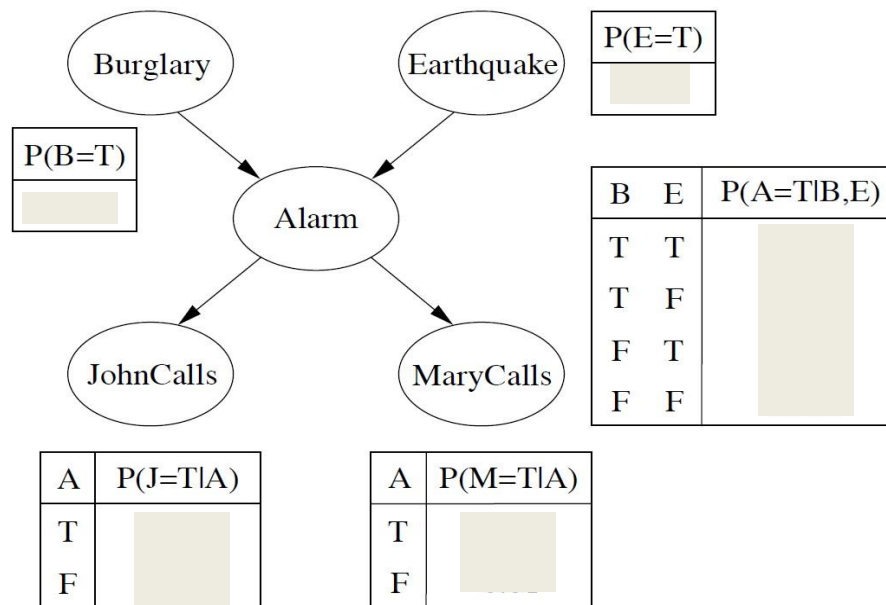 Burglary
Earthquake
P(E=T)
P(B=T)
Alarm
B E P(A=T|B,E)
T T
T F
F T
F F
JohnCalls
MaryCalls
A P(J=T|A)
T
F
A P(M=T|A)
T
F